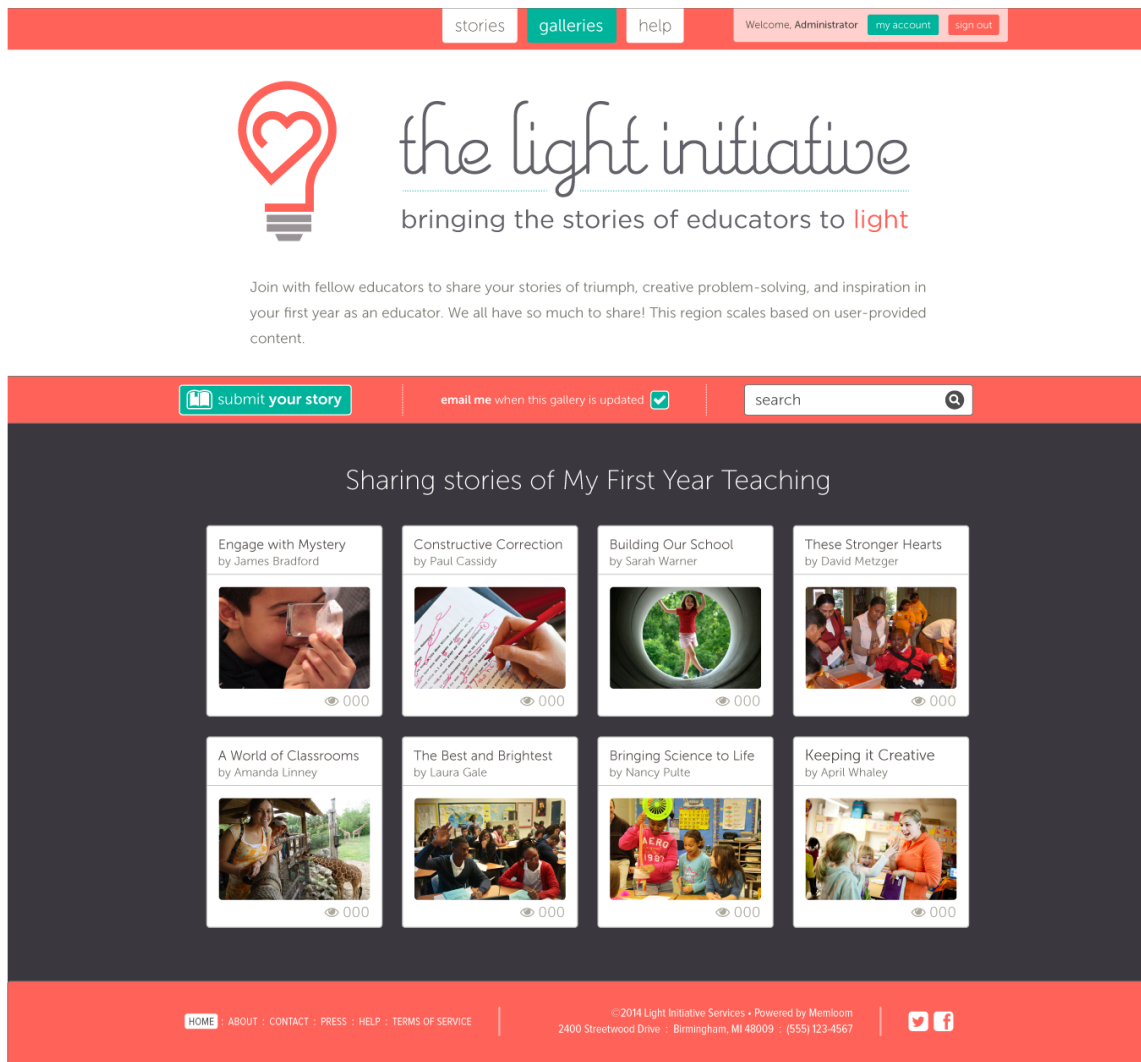 stories galleries help Welcome, Administrator my account sign out
the light initiative
bringing the stories of educators to light
Join with fellow educators to share your stories of triumph, creative problem-solving, and inspiration in
your first year as an educator. We all have so much to share! This region scales based on user-provided
content.
submit your story email me when this gallery is updated search
Sharing stories of My First Year Teaching
Engage with Mystery
by James Bradford
000
Constructive Correction
by Paul Cassidy
000
Building Our School
by Sarah Warner
000
These Stronger Hearts
by David Metzger
000
A World of Classrooms
by Amanda Linney
000
The Best and Brightest
by Laura Gale
000
Bringing Science to Life
by Nancy Pulte
AERO
1987
000
Keeping it Creative
by April Whaley
000
HOME : ABOUT : CONTACT : PRESS : HELP : TERMS OF SERVICE
©2014 Light Initiative Services • Powered by Memloom
2400 Streetwood Drive : Birmingham, MI 48009 : (555) 123-4567